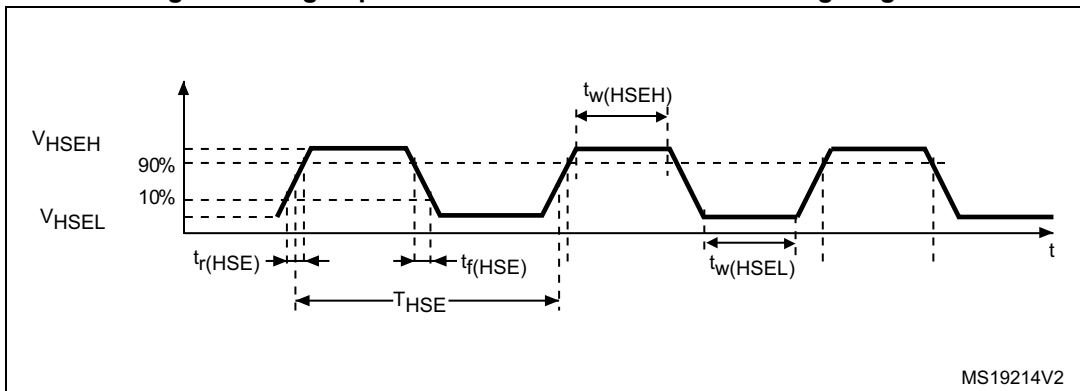 tw(HSEH)
VHSEH
90%
10%
VHSEL
tr(HSE)
tf(HSE)
tw(HSEL)
t
THSE
MS19214V2